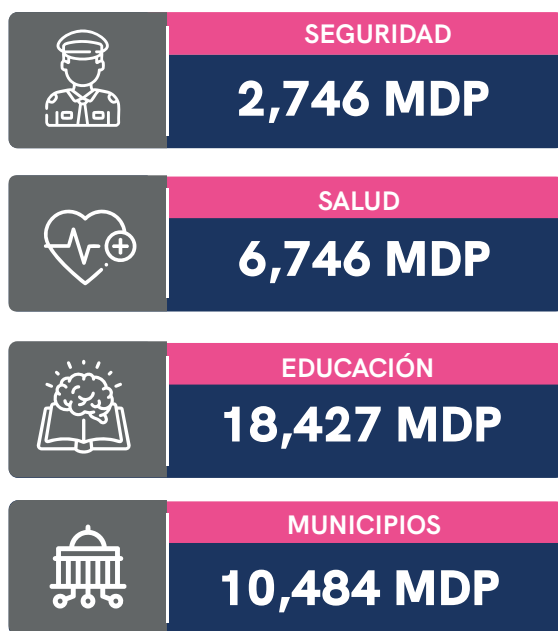 SEGURIDAD
2,746 MDP
SALUD
6,746 MDP
EDUCACIÓN
18,427 MDP
MUNICIPIOS
10,484 MDP